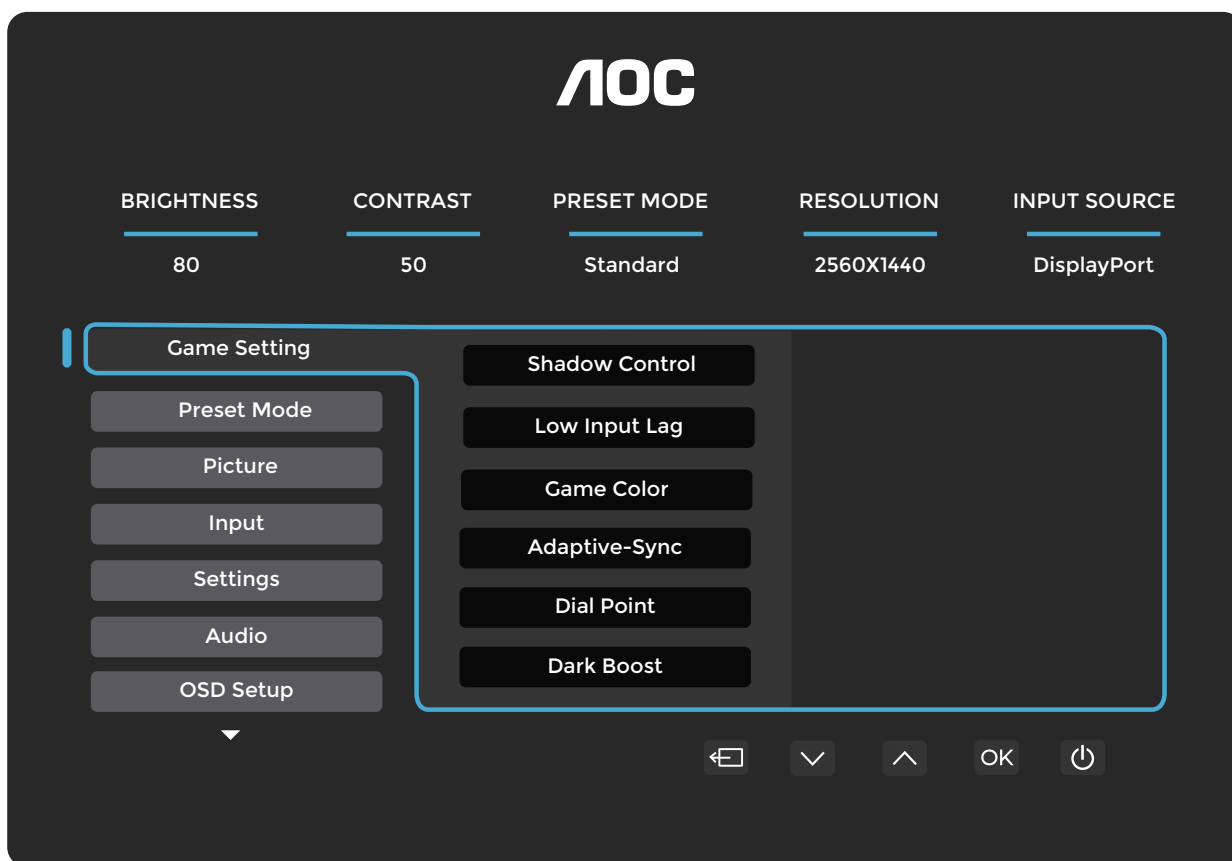 AOC
BRIGHTNESS CONTRAST PRESET MODE RESOLUTION INPUT SOURCE
80 50 Standard 2560X1440 DisplayPort
Game Setting
Preset Mode
Picture
Input
Settings
Audio
OSD Setup
Shadow Control
Low Input Lag
Game Color
Adaptive-Sync
Dial Point
Dark Boost
OK